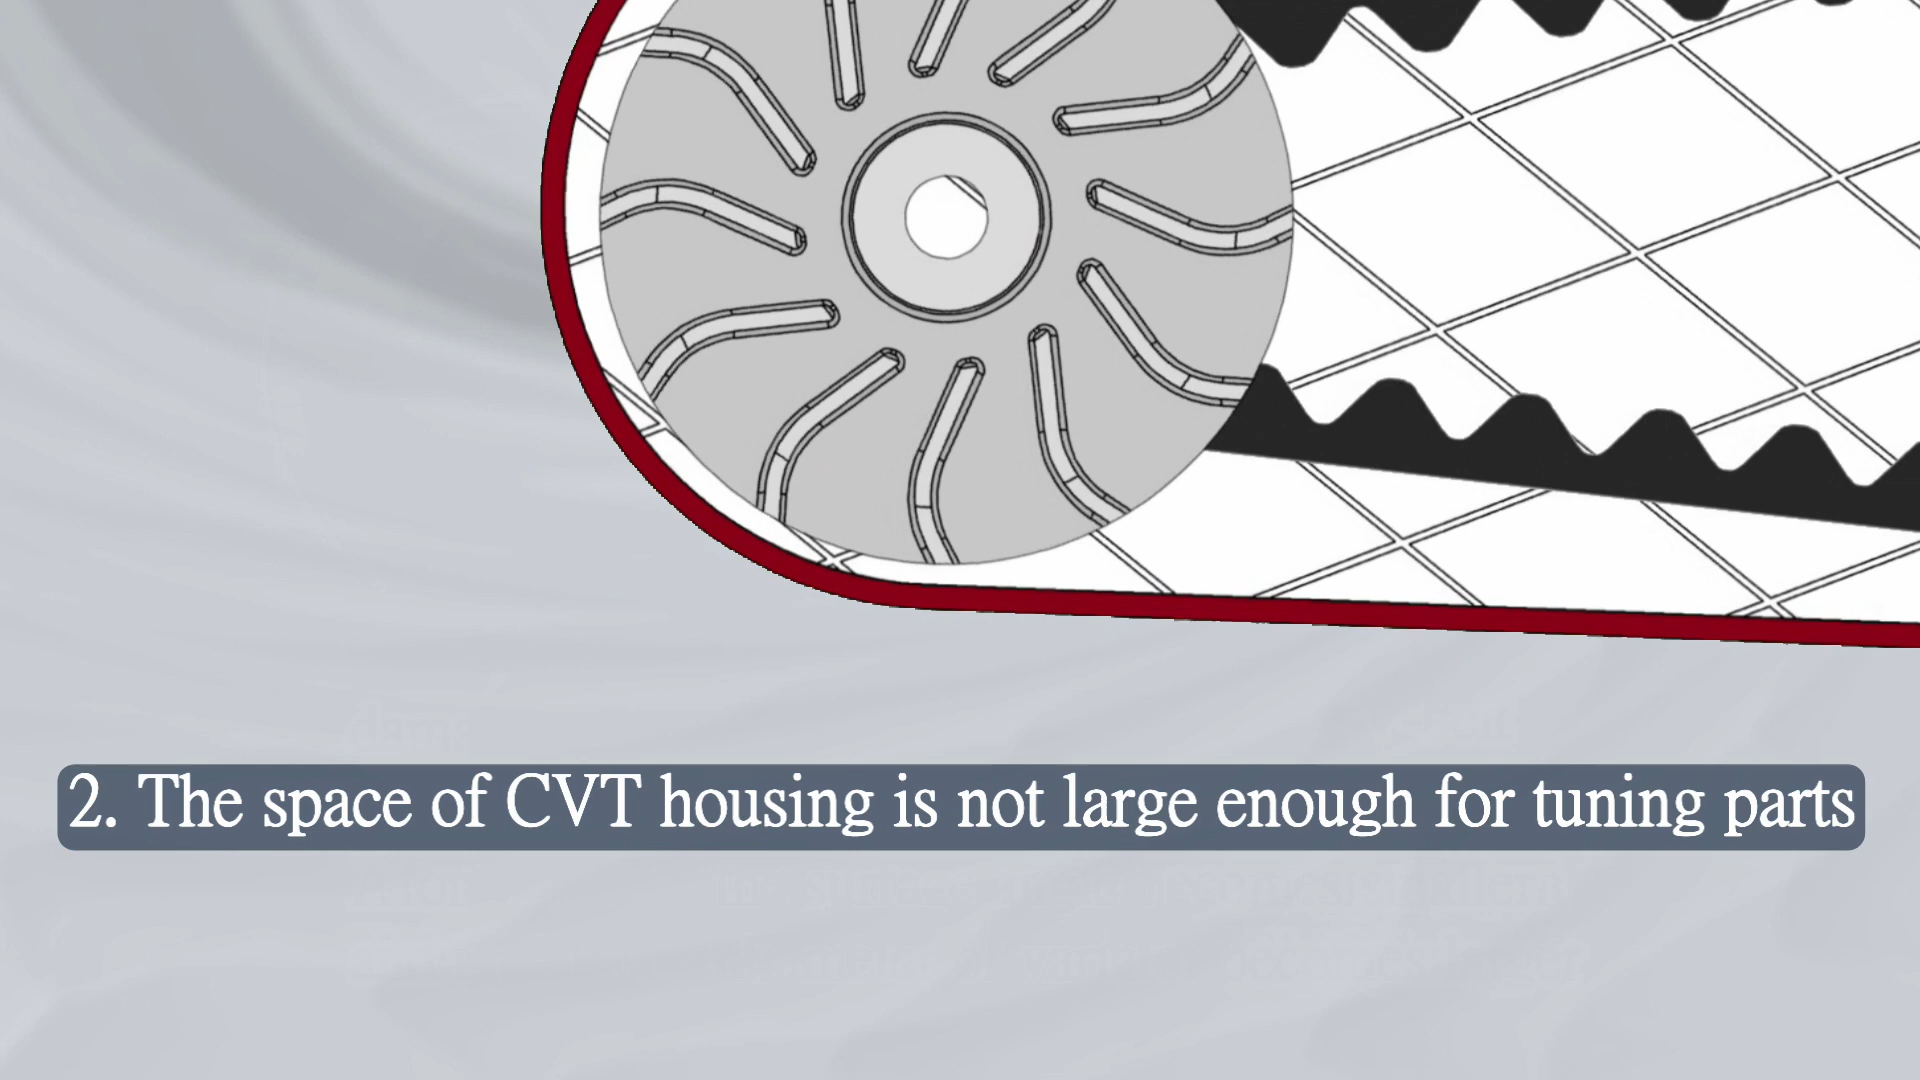 2. The space of CVT housing is not large enough for tuning parts